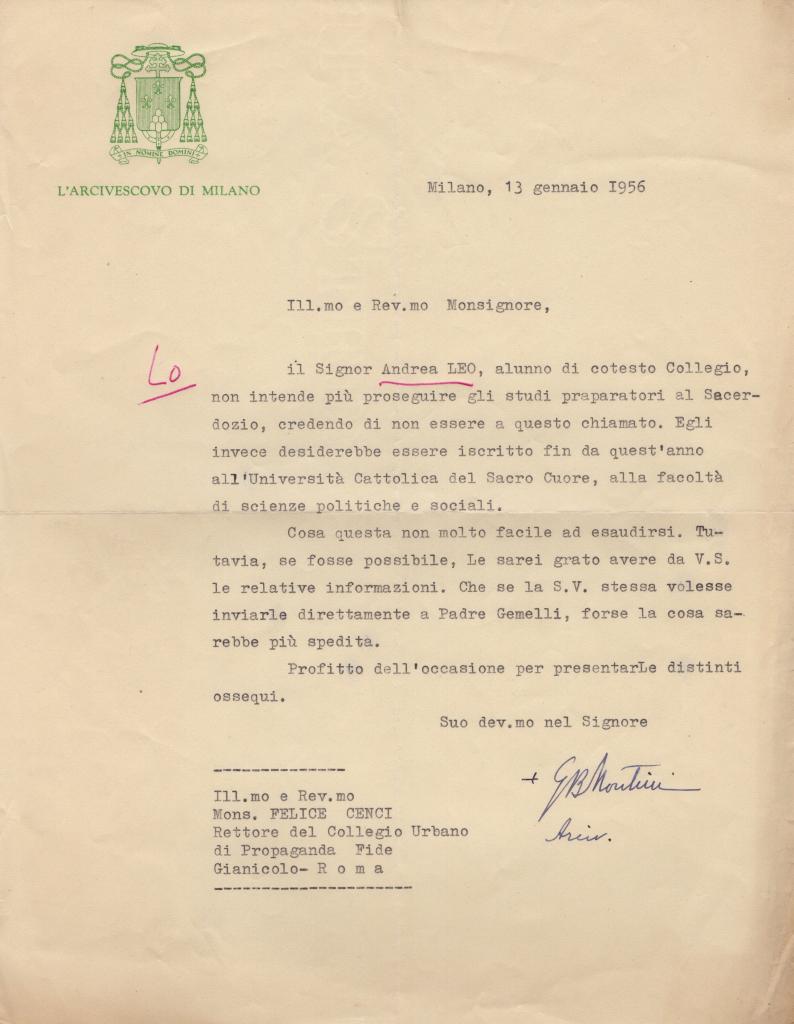 IN NOMINE DOMINI
L'ARCIVESCOVO DI MILANO
Milano, 13 gennaio I956
Ill.mo e Rev.mo Monsignore,
Lo
il Signor Andrea LEO, alunno di cotesto Collegio,
non intende più proseguire gli studi praparatori al Sacer-
dozio, credendo di non essere a questo chiamato. Egli
invece desiderebbe essere iscritto fin da quest'anno
all'Università Cattolica del Sacro Cuore, alla facoltà
di scienze politiche e sociali.
Cosa questa non molto facile ad esaudirsi. Tu-
tavia, se fosse possibile, Le sarei grato avere da V.S.
le relative informazioni. Che se la S.V. stessa volesse
inviarle direttamente a Padre Gemelli, forse la cosa sa-
rebbe più spedita.
Profitto dell'occasione per presentarLe distinti
ossequi.
Suo dev.mo nel Signore
+ GBMontini
Arciv.
Ill.mo e Rev.mo
Mons. FELICE CENCI
Rettore del Collegio Urbano
di Propaganda Fide
Gianicolo- R o m a